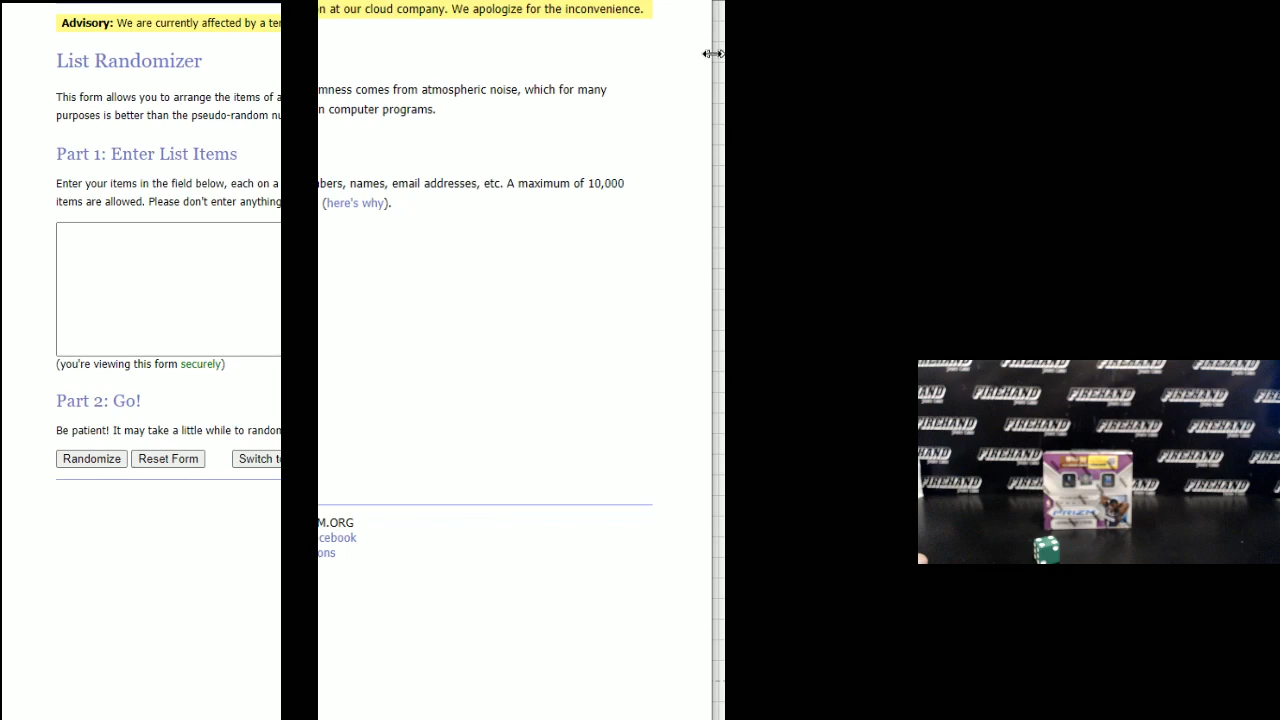 Advisory: We are currently affected by a te
n at our cloud company. We apologize for the inconvenience.
List Randomizer
This form allows you to arrange the items of a
mness comes from atmospheric noise, which for many
purposes is better than the pseudo-random nu
n computer programs.
Part 1: Enter List Items
Enter your items in the field below, each on a
bers, names, email addresses, etc. A maximum of 10,000
items are allowed. Please don't enter anything
(here's why).
(you're viewing this form securely)
Part 2: Go!
Be patient! It may take a little while to random
Randomize Reset Form Switch to
M.ORG
cebook
ons
FIREHAND
PRIZM